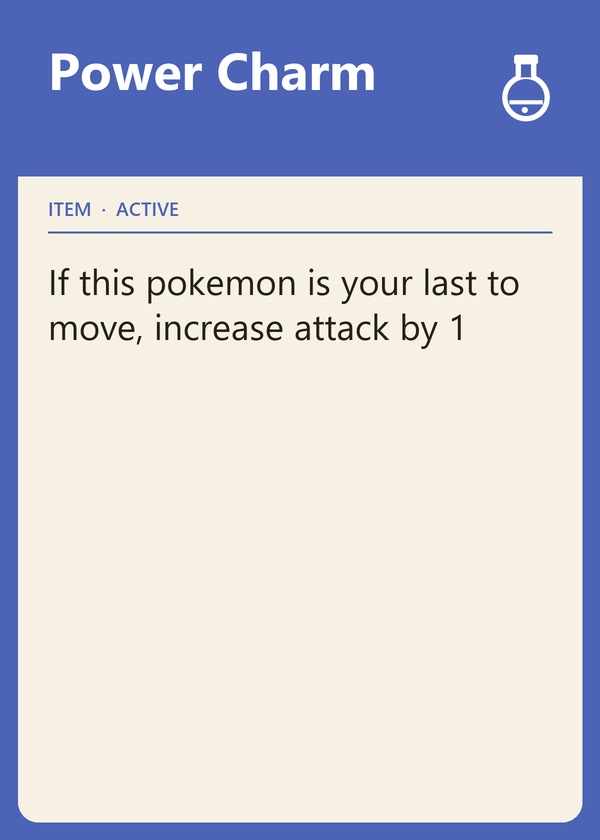 Power Charm
ITEM · ACTIVE
If this pokemon is your last to
move, increase attack by 1